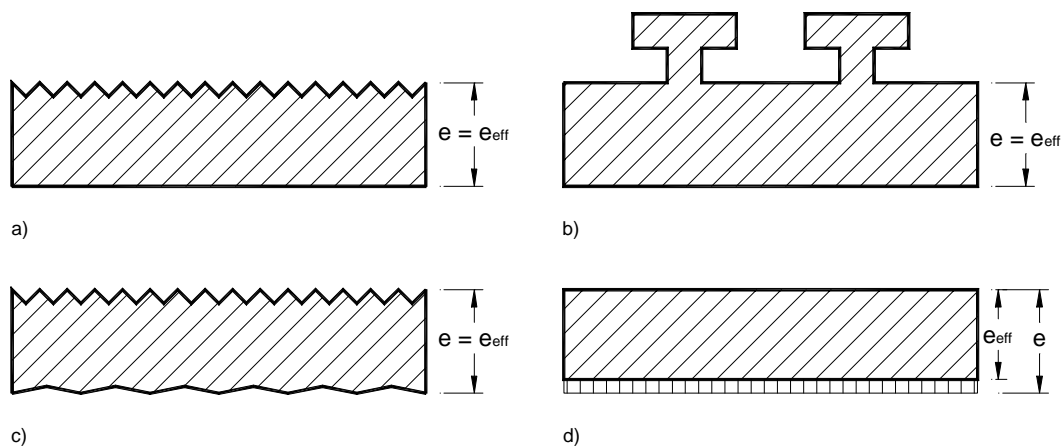 e = eeff
e = eeff
a)
b)
e = eeff
eeff
e
c)
d)